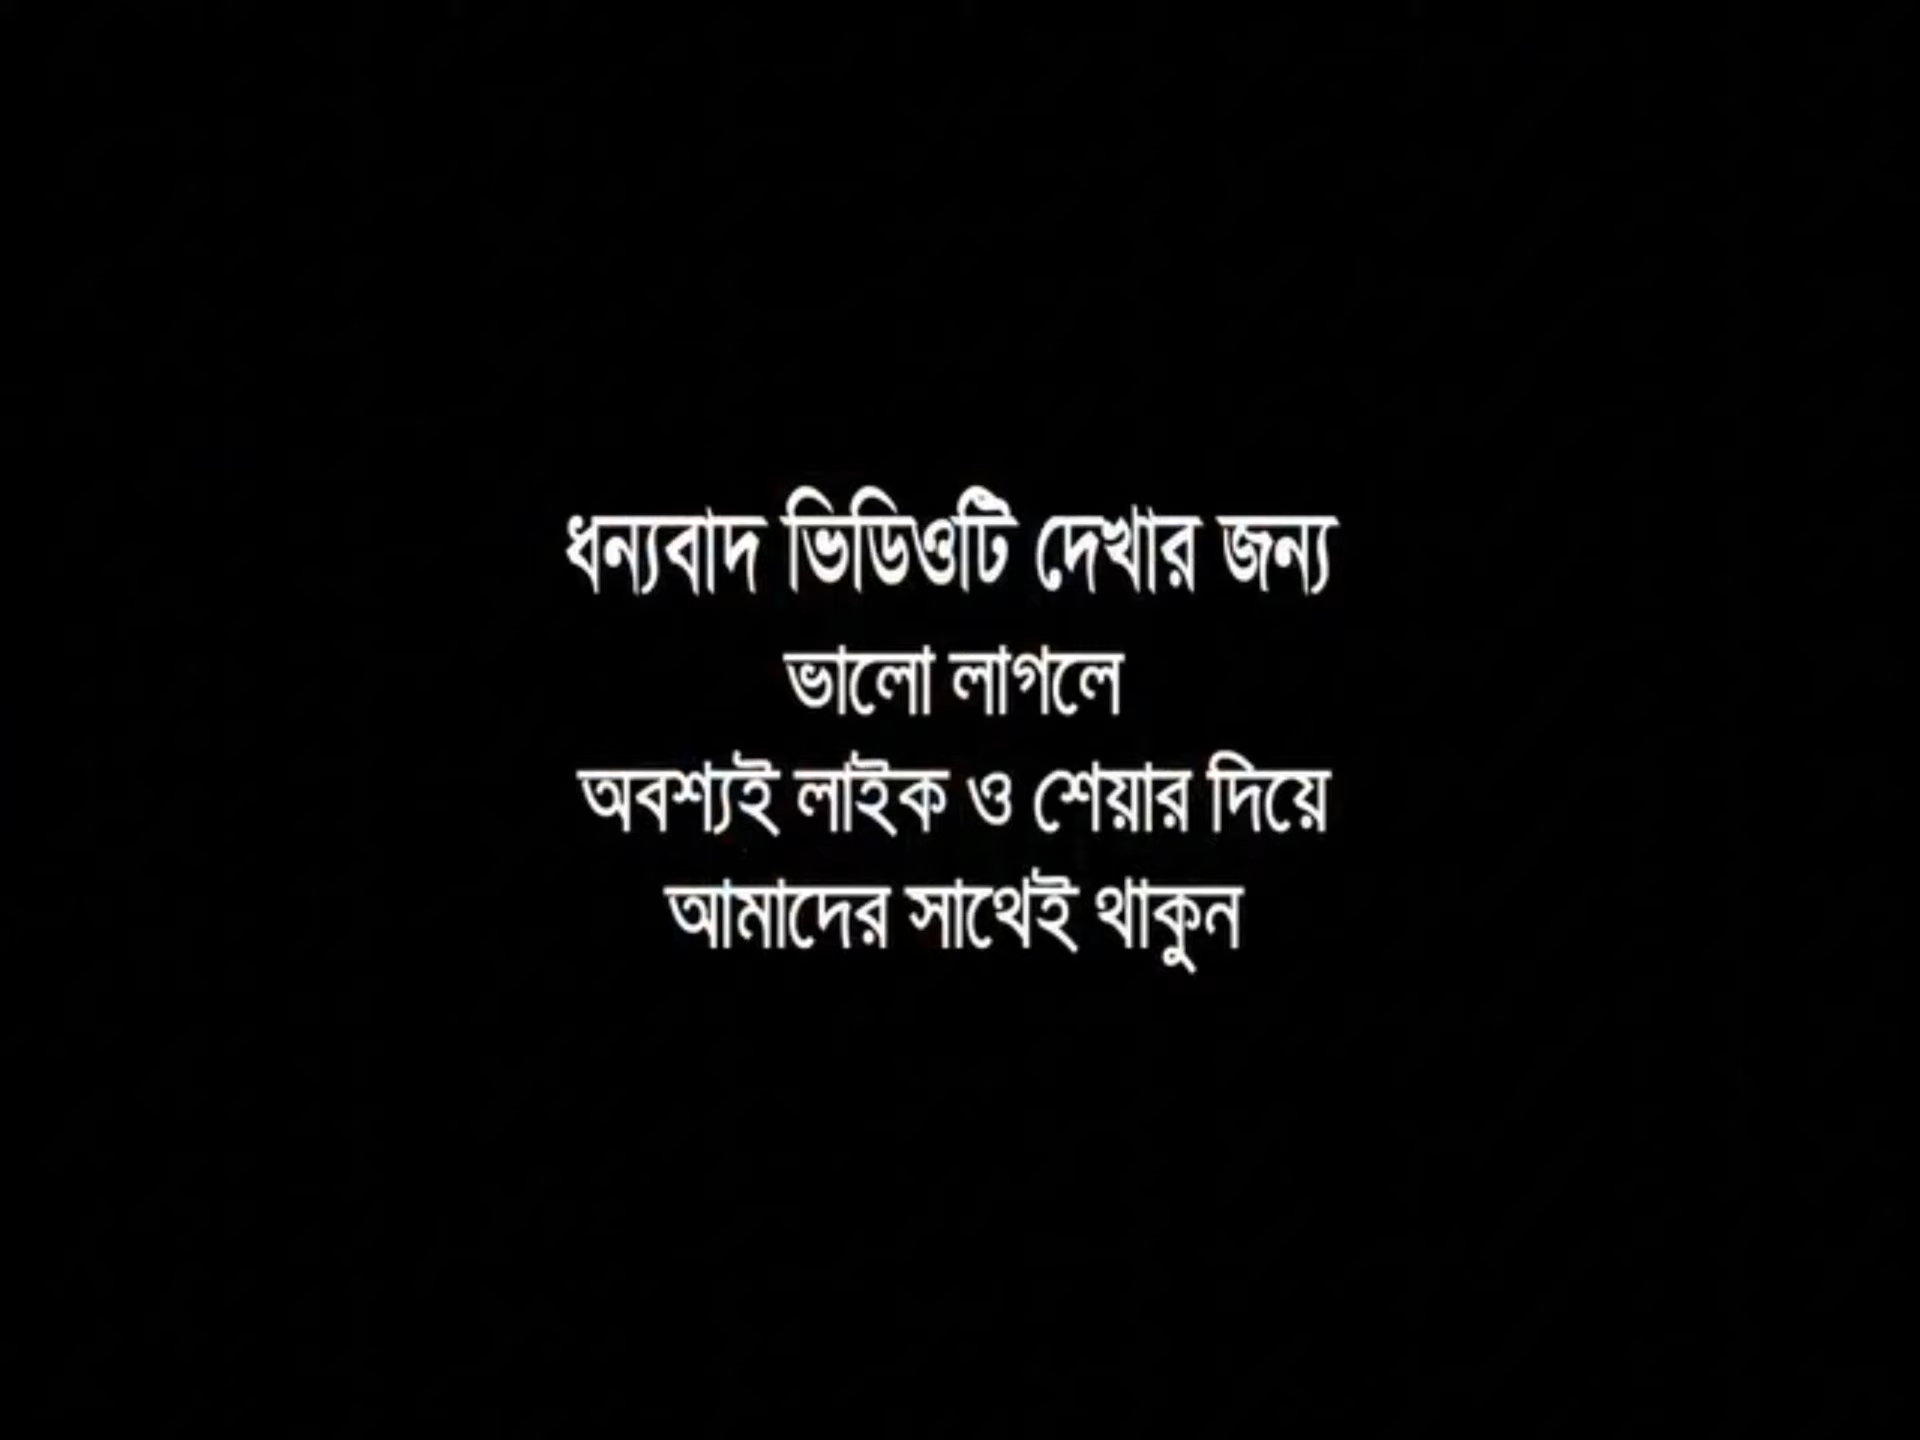 ধন্যবাদ ভিডিওটি দেখার জন্য
ভালো লাগলে
অবশ্যই লাইক ও শেয়ার দিয়ে
আমাদের সাথেই থাকুন